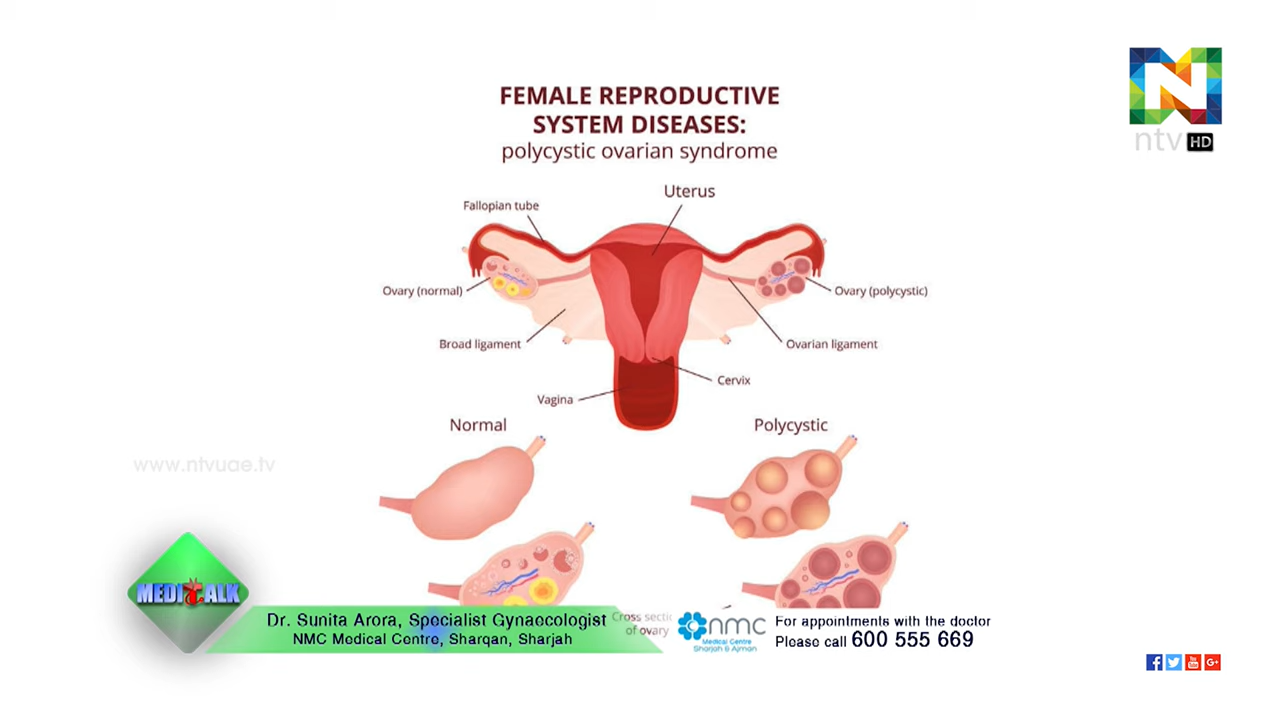 FEMALE REPRODUCTIVE
SYSTEM DISEASES:
polycystic ovarian syndrome
ntv HD
Uterus
Fallopian tube
Ovary (normal)
Ovary (polycystic)
Broad ligament
Ovarian ligament
Cervix
Vagina
Normal
Polycystic
www.ntvuae.tv
MEDITALK
Dr. Sunita Arora, Specialist Gynaecologist
NMC Medical Centre, Sharqan, Sharjah
Cross
of ovary
nmc
Medical Centre
Sharjah & Ajman
For appointments with the doctor
Please call 600 555 669